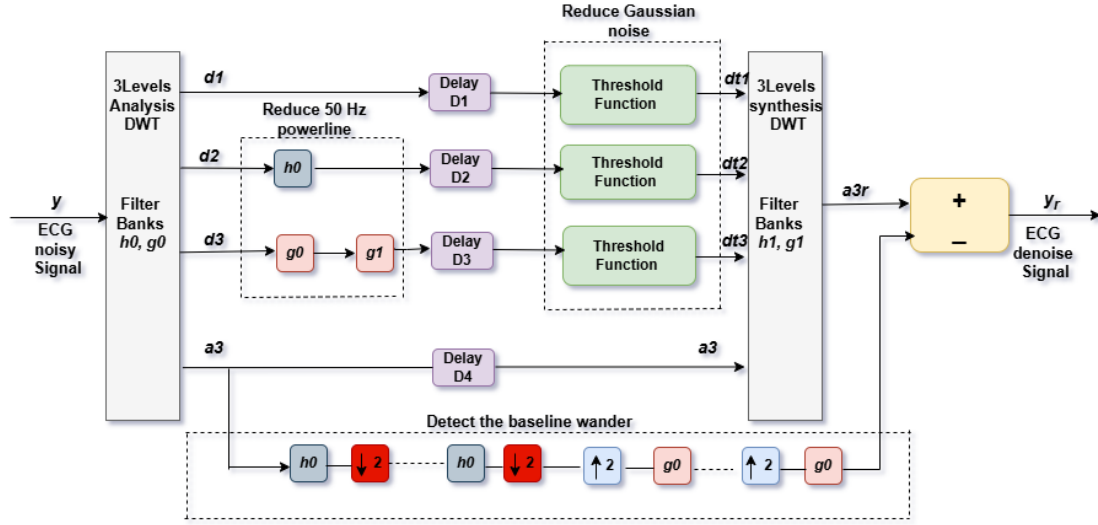 Reduce Gaussian
noise
3Levels
Analysis
DWT
d1
Delay
D1
Threshold
Function
dt1
3Levels
synthesis
DWT
Reduce 50 Hz
powerline
d2
h0
Delay
D2
Threshold
Function
dt2
y
ECG
noisy
Signal
Filter
Banks
h0, g0
d3
g0
g1
Delay
D3
Threshold
Function
dt3
Filter
Banks
h1, g1
a3r
+
−
yᵣ
ECG
denoise
Signal
a3
Delay
D4
a3
Detect the baseline wander
h0 ↓ 2 h0 ↓ 2 ↑ 2 g0 ↑ 2 g0